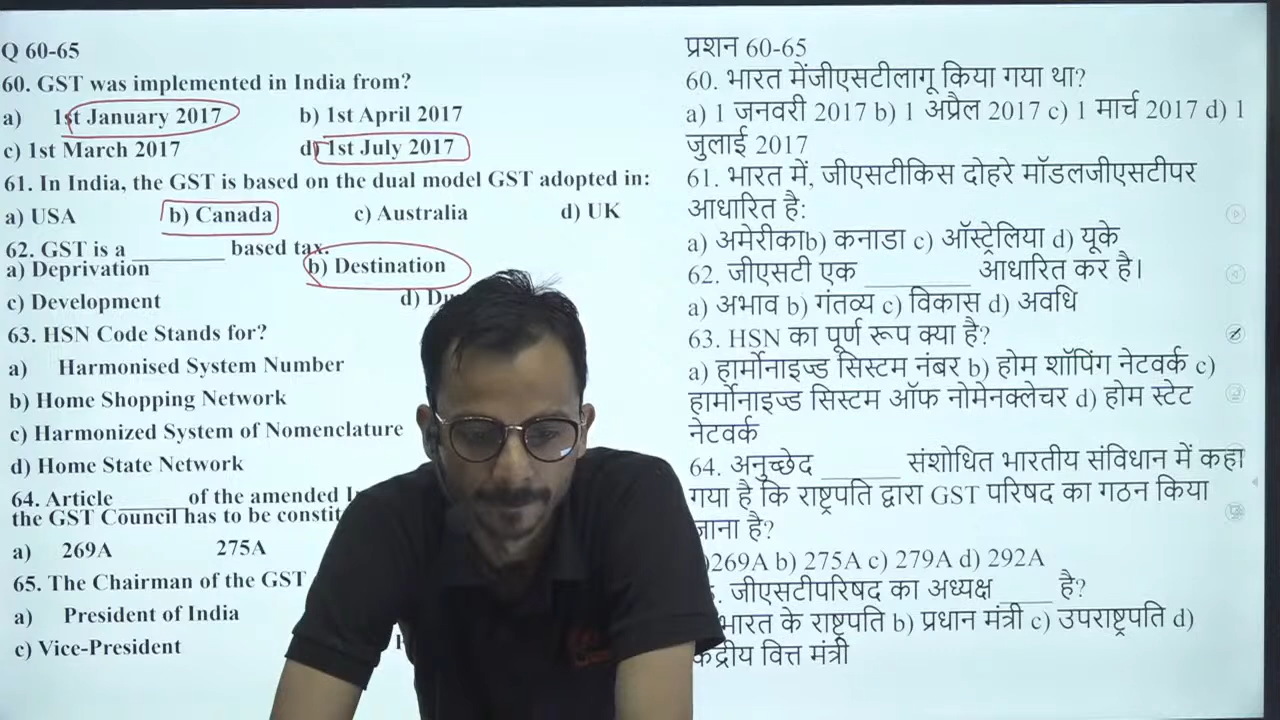 Q 60-65
60. GST was implemented in India from?
a) 1st January 2017 b) 1st April 2017
c) 1st March 2017 d) 1st July 2017
61. In India, the GST is based on the dual model GST adopted in:
a) USA b) Canada c) Australia d) UK
62. GST is a _________ based tax.
a) Deprivation b) Destination
c) Development d)
63. HSN Code Stands for?
a) Harmonised System Number
b) Home Shopping Network
c) Harmonized System of Nomenclature
d) Home State Network
64. Article ______ of the amended
the GST Council has to be
a) 269A 275A
65. The Chairman of the GST
a) President of India
c) Vice-President
प्रशन 60-65
60. भारत मेंजीएसटीलागू किया गया था?
a) 1 जनवरी 2017 b) 1 अप्रैल 2017 c) 1 मार्च 2017 d) 1
जुलाई 2017
61. भारत में, जीएसटीकिस दोहरे मॉडलजीएसटीपर
आधारित है:
a) अमेरीकाb) कनाडा c) ऑस्ट्रेलिया d) यूके
62. जीएसटी एक _________ आधारित कर है।
a) अभाव b) गंतव्य c) विकास d) अवधि
63. HSN का पूर्ण रूप क्या है?
a) हार्मोनाइज्ड सिस्टम नंबर b) होम शॉपिंग नेटवर्क c)
हार्मोनाइज्ड सिस्टम ऑफ नोमेनक्लेचर d) होम स्टेट
नेटवर्क
64. अनुच्छेद _______ संशोधित भारतीय संविधान में कहा
गया है कि राष्ट्रपति द्वारा GST परिषद का गठन किया
जाना है?
269A b) 275A c) 279A d) 292A
. जीएसटीपरिषद का अध्यक्ष _____ है?
भारत के राष्ट्रपति b) प्रधान मंत्री c) उपराष्ट्रपति d)
केंद्रीय वित्त मंत्री